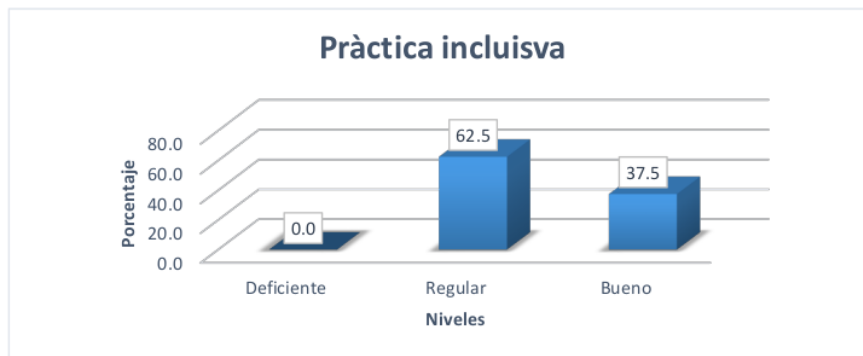 Pràctica incluisva
Porcentaje
80.0
60.0
40.0
20.0
0.0
0.0
62.5
37.5
Deficiente
Regular
Bueno
Niveles